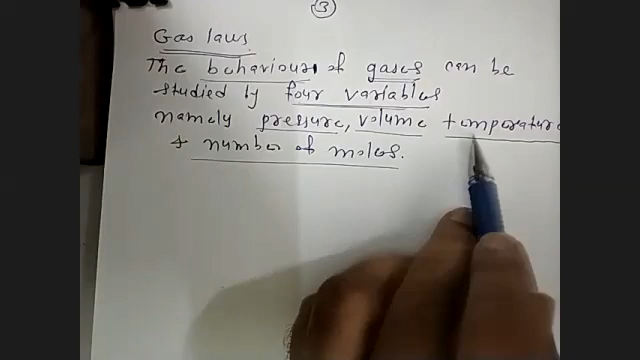 ③
Gas laws.
The behaviour of gases can be
studied by four variables
namely pressure, volume temperature
& number of moles.